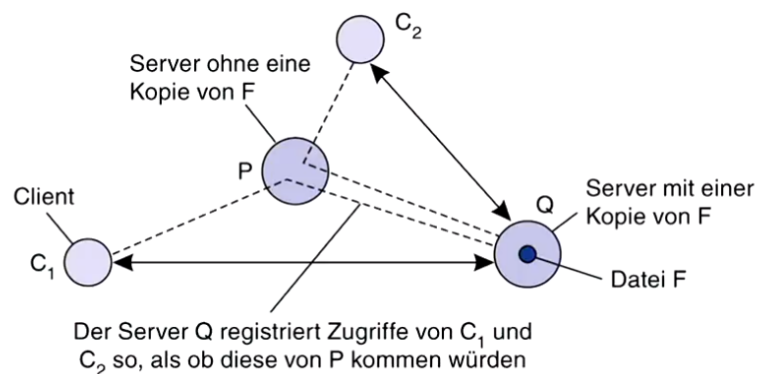 C2
Server ohne eine
Kopie von F
P
Server mit einer
Kopie von F
Q
Client
C1
Datei F
Der Server Q registriert Zugriffe von C1 und
C2 so, als ob diese von P kommen würden